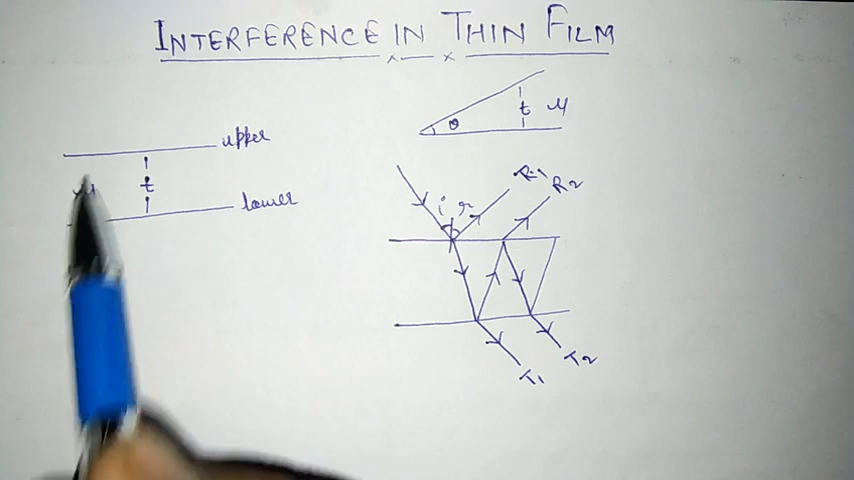 INTERFERENCE IN THIN FILM
t μ
θ
upper
μ t
lower
i r R1 R2
T1 T2